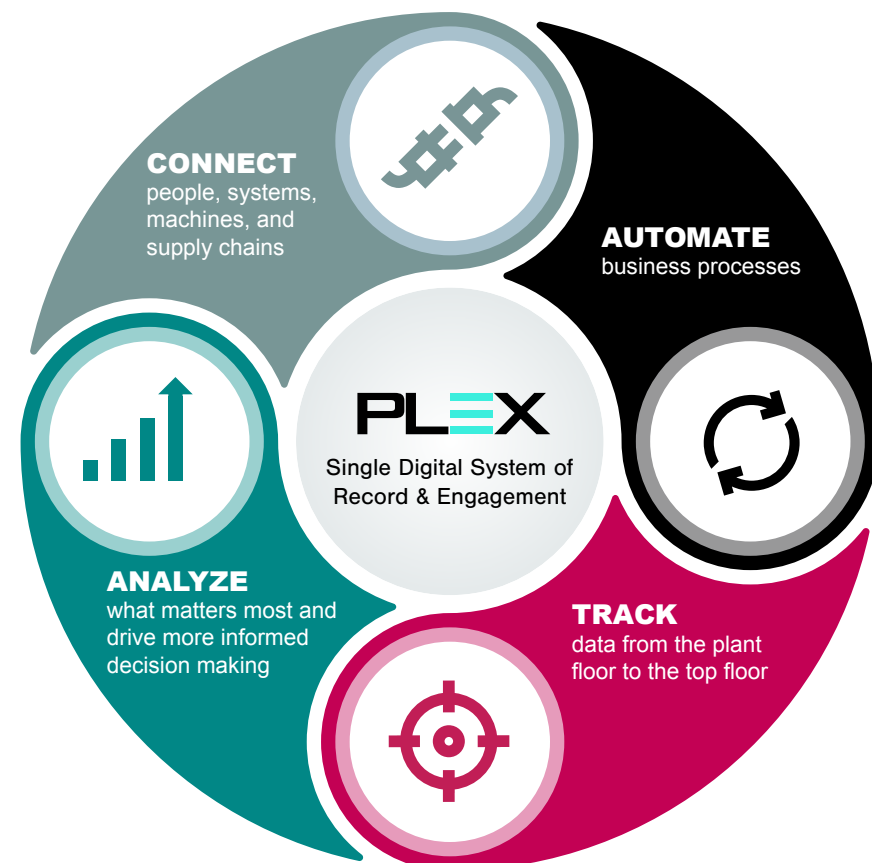 CONNECT
people, systems,
machines, and
supply chains
AUTOMATE
business processes
PLEX
Single Digital System of
Record & Engagement
ANALYZE
what matters most and
drive more informed
decision making
TRACK
data from the plant
floor to the top floor